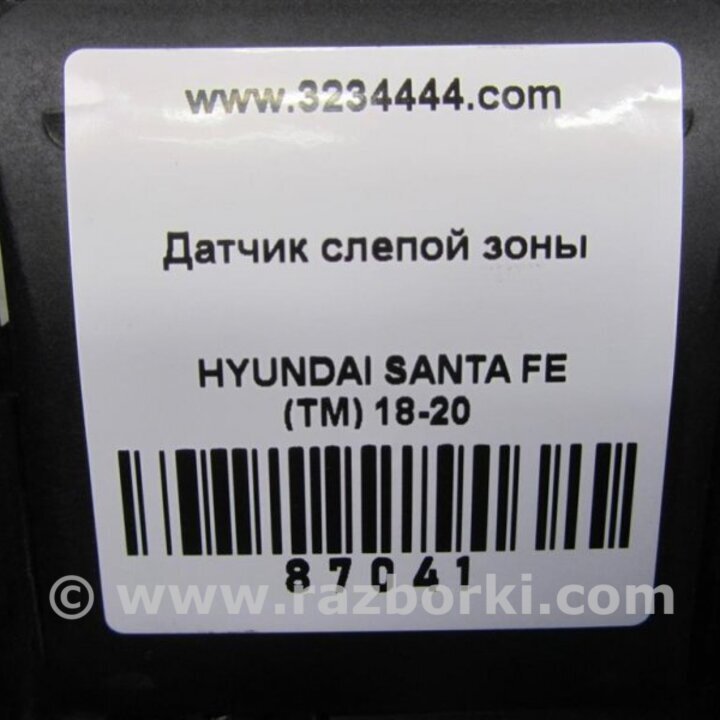 www.3234444.com
Датчик слепой зоны
HYUNDAI SANTA FE
(TM) 18-20
87041
© www.razborki.com